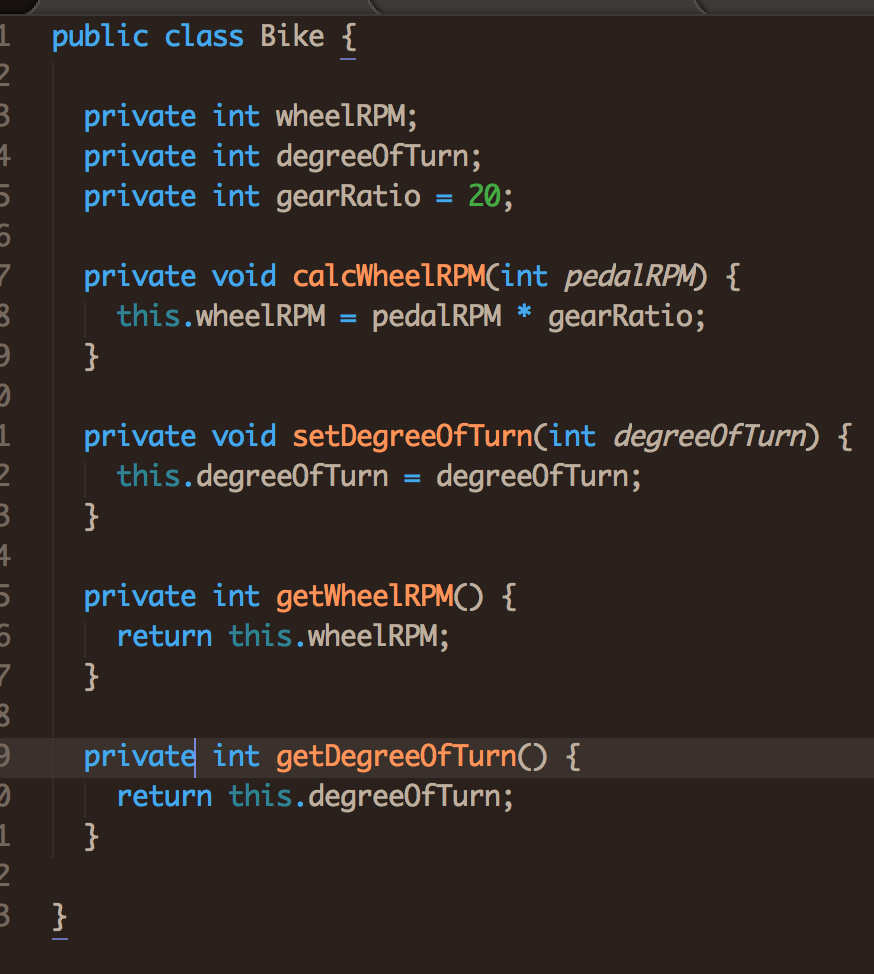 1 public class Bike {
2
3 private int wheelRPM;
4 private int degreeOfTurn;
5 private int gearRatio = 20;
6
7 private void calcWheelRPM(int pedalRPM) {
8 this.wheelRPM = pedalRPM * gearRatio;
9 }
0
1 private void setDegreeOfTurn(int degreeOfTurn) {
2 this.degreeOfTurn = degreeOfTurn;
3 }
4
5 private int getWheelRPM() {
6 return this.wheelRPM;
7 }
8
9 private int getDegreeOfTurn() {
0 return this.degreeOfTurn;
1 }
2
3 }